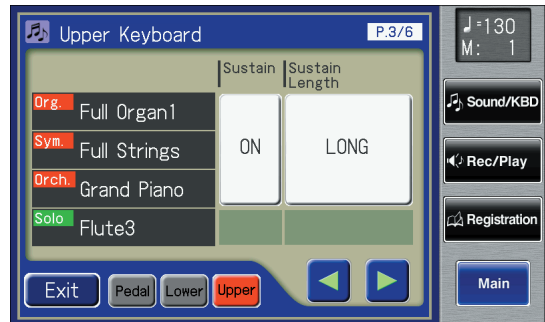 Upper Keyboard
P.3/6
Sustain
Sustain Length
Org. Full Organ1
Sym. Full Strings
Orch. Grand Piano
Solo Flute3
ON
LONG
Exit
Pedal
Lower
Upper
♩=130
M: 1
Sound/KBD
Rec/Play
Registration
Main